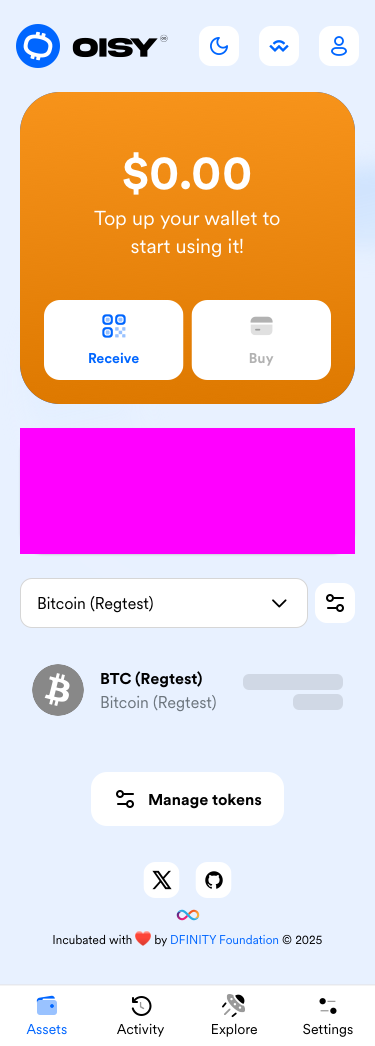 OISY
$0.00
Top up your wallet to
start using it!
Receive
Buy
Bitcoin (Regtest)
BTC (Regtest)
Bitcoin (Regtest)
Manage tokens
Incubated with ❤️ by DFINITY Foundation © 2025
Assets
Activity
Explore
Settings